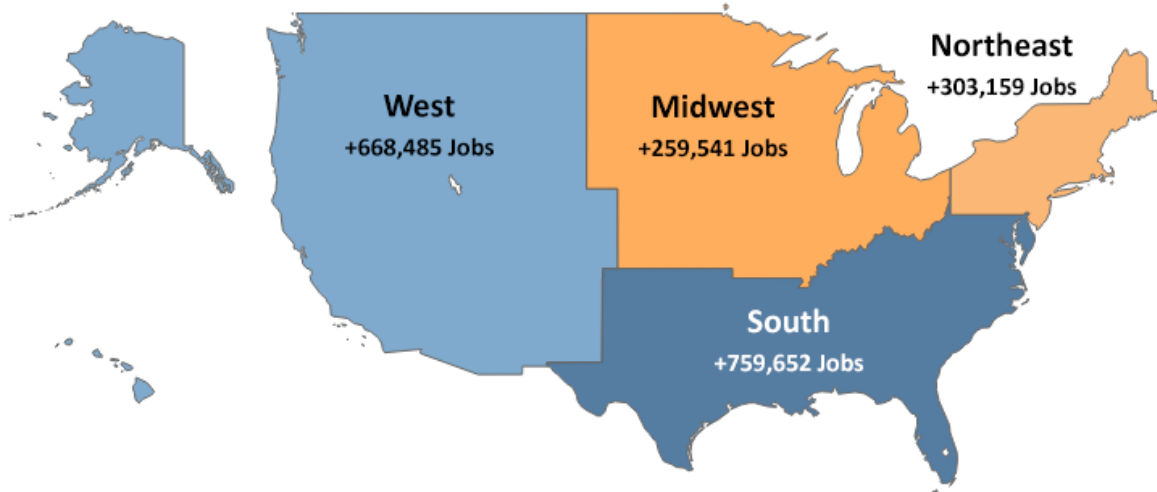 Northeast
+303,159 Jobs
West
+668,485 Jobs
Midwest
+259,541 Jobs
South
+759,652 Jobs